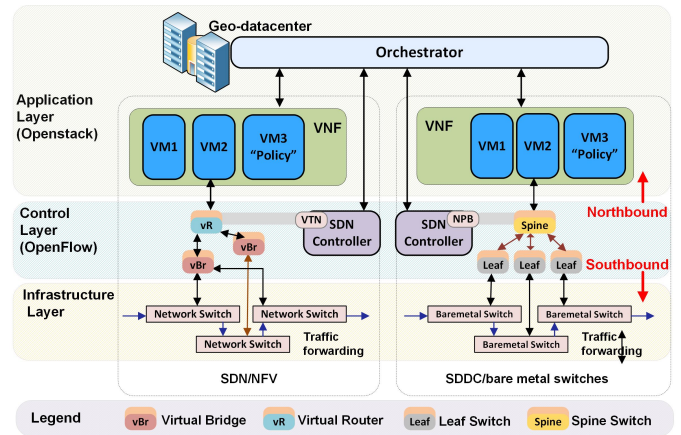 Geo-datacenter
Orchestrator
Application
Layer
(Openstack)
VNF
VM1
VM2
VM3
“Policy”
VNF
VM1
VM2
VM3
“Policy”
Northbound
Control
Layer
(OpenFlow)
vR
VTN
SDN
Controller
vBr
vBr
SDN
Controller
NPB
Spine
Leaf
Leaf
Leaf
Southbound
Infrastructure
Layer
Network Switch
Network Switch
Network Switch
Traffic
forwarding
Baremetal Switch
Baremetal Switch
Baremetal Switch
Traffic
forwarding
SDN/NFV
SDDC/bare metal switches
Legend
vBr
Virtual Bridge
vR
Virtual Router
Leaf
Leaf Switch
Spine
Spine Switch